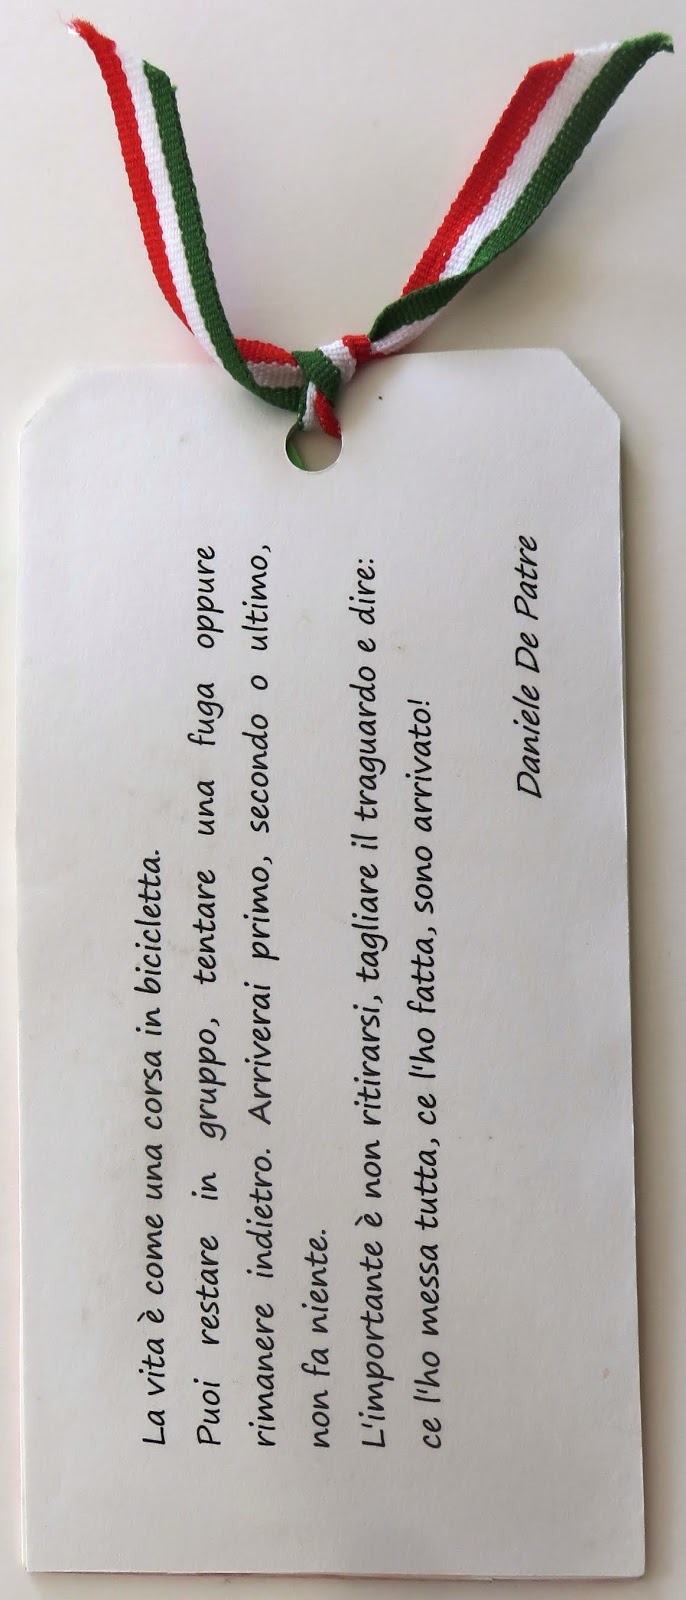 La vita è come una corsa in bicicletta.
Puoi restare in gruppo, tentare una fuga oppure
rimanere indietro. Arriverai primo, secondo o ultimo,
non fa niente.
L'importante è non ritirarsi, tagliare il traguardo e dire:
ce l'ho messa tutta, ce l'ho fatta, sono arrivato!
Daniele De Patre